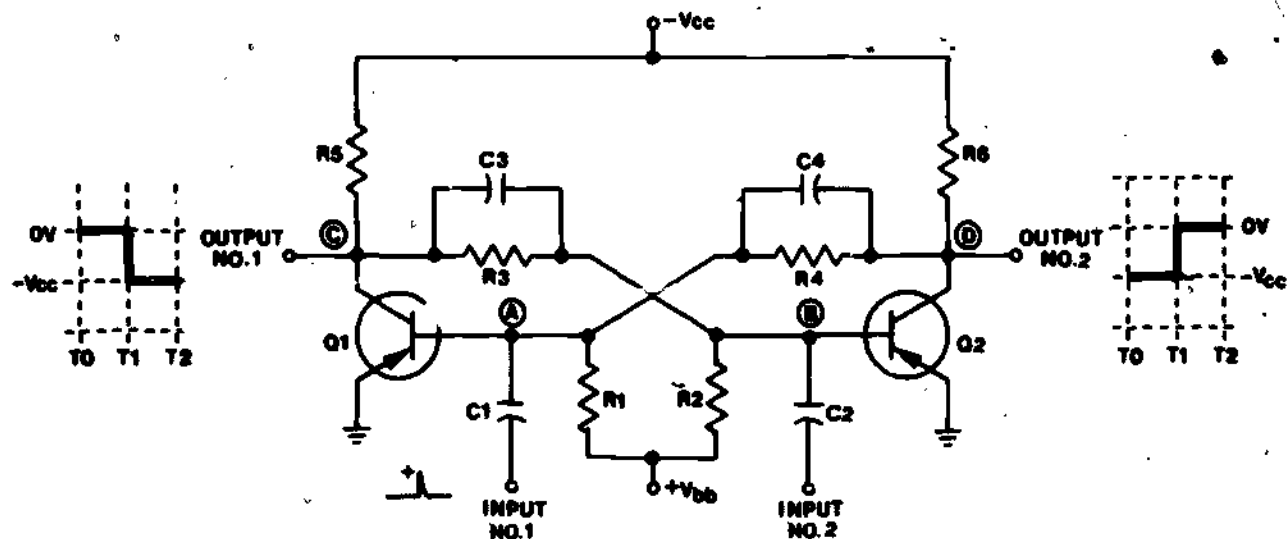 -Vcc
R5
C3
C4
R6
R3
R4
0V
-Vcc
T0 T1 T2
OUTPUT
NO.1
C
D
OUTPUT
NO.2
0V
-Vcc
T0 T1 T2
Q1
A
B
Q2
C1
R1
R2
C2
+
INPUT
NO.1
+Vbb
INPUT
NO.2